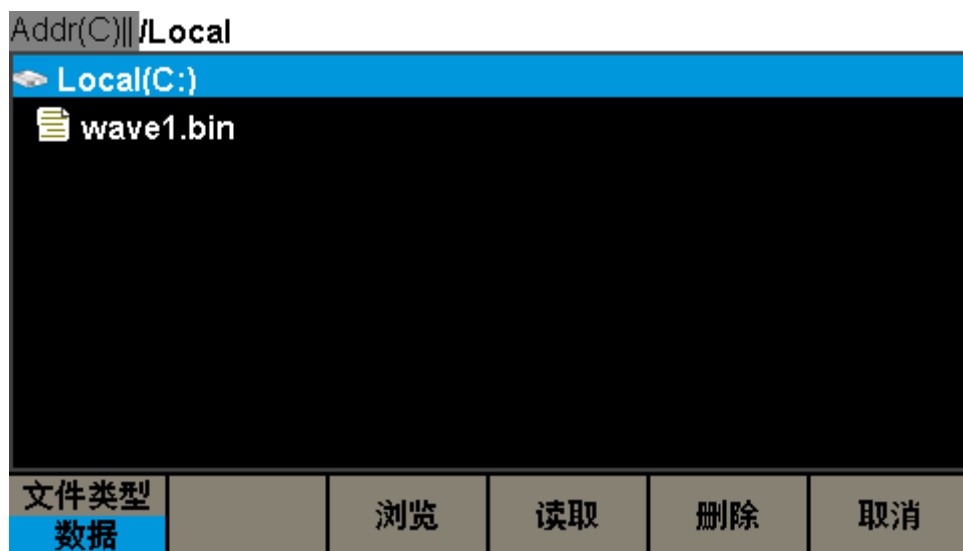 Addr(C)|| /Local
Local(C:)
wave1.bin
文件类型
数据
浏览
读取
删除
取消